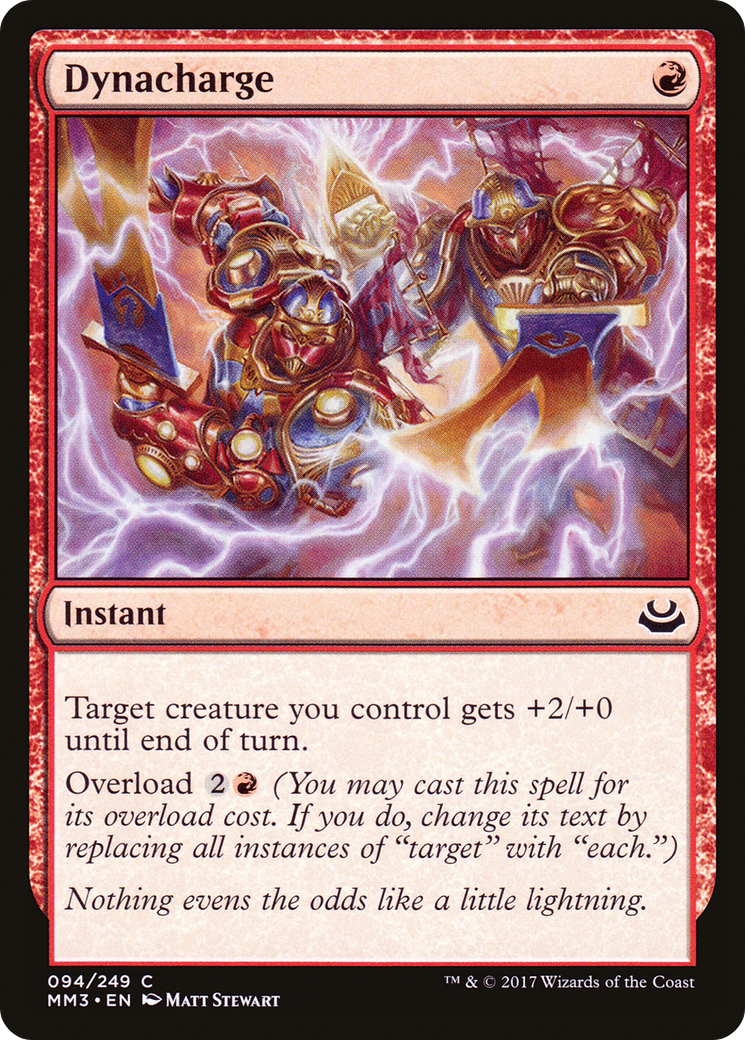 Dynacharge
Instant
Target creature you control gets +2/+0
until end of turn.
Overload 2 (You may cast this spell for
its overload cost. If you do, change its text by
replacing all instances of “target” with “each.”)
Nothing evens the odds like a little lightning.
094/249 C
MM3 • EN Matt Stewart
™ & © 2017 Wizards of the Coast